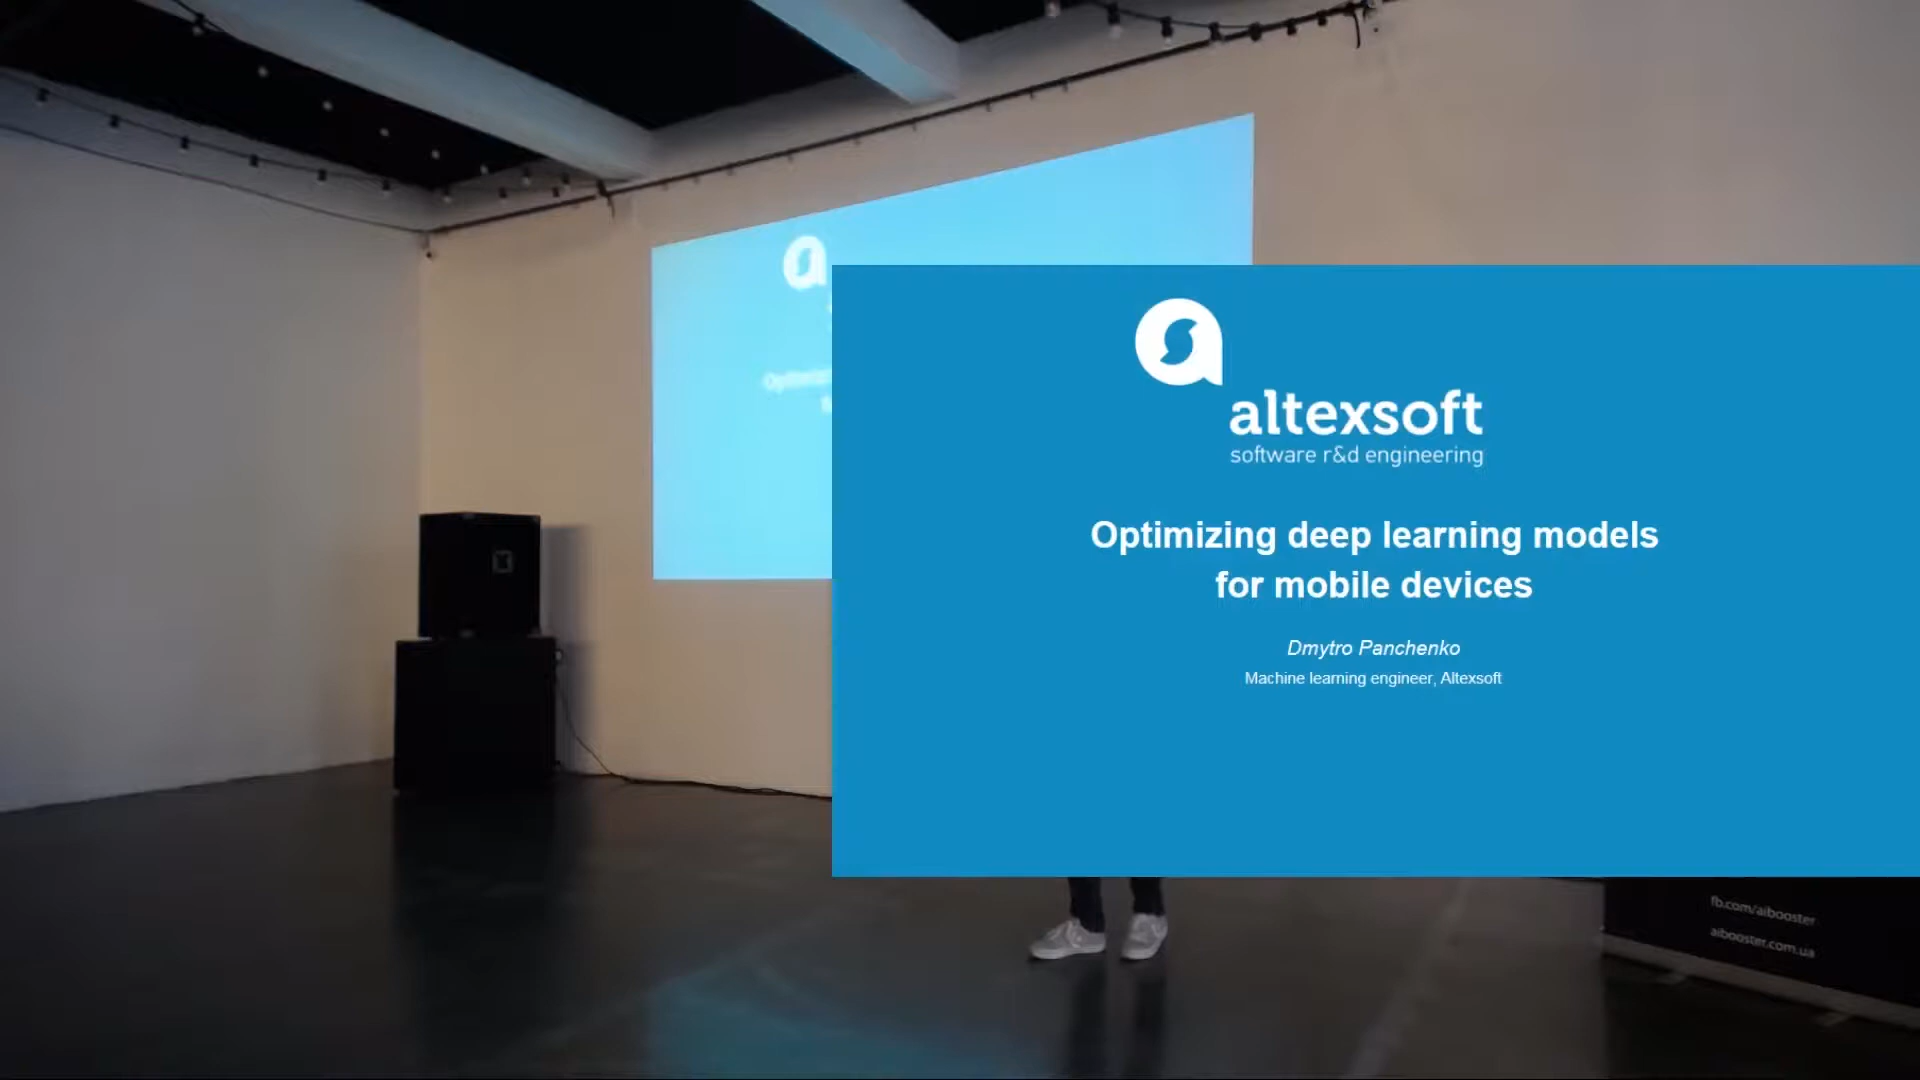 altexsoft
software r&d engineering
Optimizing deep learning models
for mobile devices
Dmytro Panchenko
Machine learning engineer, Altexsoft
fb.com/aibooster
aibooster.com.ua